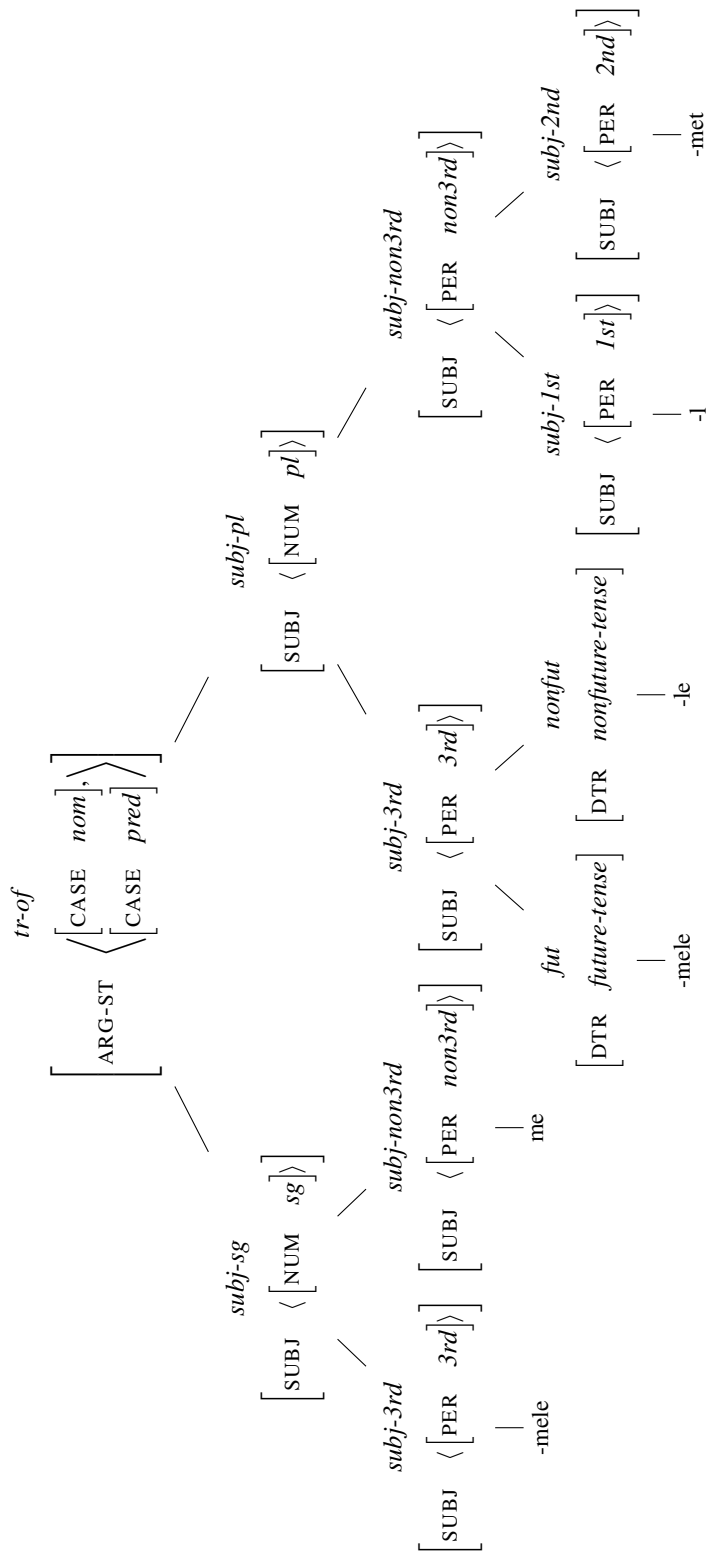 tr-of
[ARG-ST ⟨[CASE nom],
[CASE pred]⟩]
subj-sg
[SUBJ ⟨[NUM sg]⟩]
subj-pl
[SUBJ ⟨[NUM pl]⟩]
subj-3rd
[SUBJ ⟨[PER 3rd]⟩]
-mele
subj-non3rd
[SUBJ ⟨[PER non3rd]⟩]
me
subj-3rd
[SUBJ ⟨[PER 3rd]⟩]
subj-non3rd
[SUBJ ⟨[PER non3rd]⟩]
fut
[DTR future-tense]
-mele
nonfut
[DTR nonfuture-tense]
-le
subj-1st
[SUBJ ⟨[PER 1st]⟩]
-l
subj-2nd
[SUBJ ⟨[PER 2nd]⟩]
-met